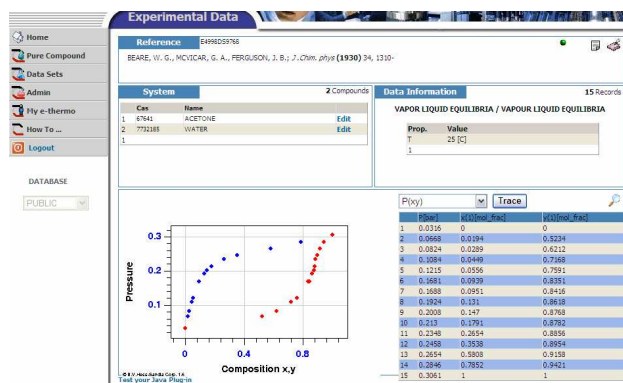 Experimental Data
Home
Pure Compound
Data Sets
Admin
My e-thermo
How To ...
Logout
DATABASE
PUBLIC
Reference E4998D59768
BEARE, W. G., MCVICAR, G. A., FERGUSON, J. B.; J.Chim. phys (1930) 34, 1310-
System 2 Compounds
Cas Name
1 67641 ACETONE Edit
2 7732185 WATER Edit
1
Data Information 15 Records
VAPOR LIQUID EQUILIBRIA / VAPOUR LIQUID EQUILIBRIA
Prop. Value
T 25 [C]
1
P(xy) Trace
P[bar] x(1)[mol_frac] y(1)[mol_frac]
1 0.0316 0 0
2 0.0668 0.0194 0.5234
3 0.0824 0.0289 0.6212
4 0.1084 0.0449 0.7168
5 0.1215 0.0556 0.7591
6 0.1681 0.0939 0.8351
7 0.1688 0.0951 0.8416
8 0.1924 0.131 0.8618
9 0.2008 0.147 0.8768
10 0.213 0.1791 0.8782
11 0.2348 0.2654 0.8856
12 0.2458 0.3538 0.8954
13 0.2654 0.5808 0.9158
14 0.2846 0.7852 0.9421
15 0.3061 1 1
Pressure
0.3
0.2
0.1
0 0.4 0.8
Composition x,y
Test your Java Plug-in